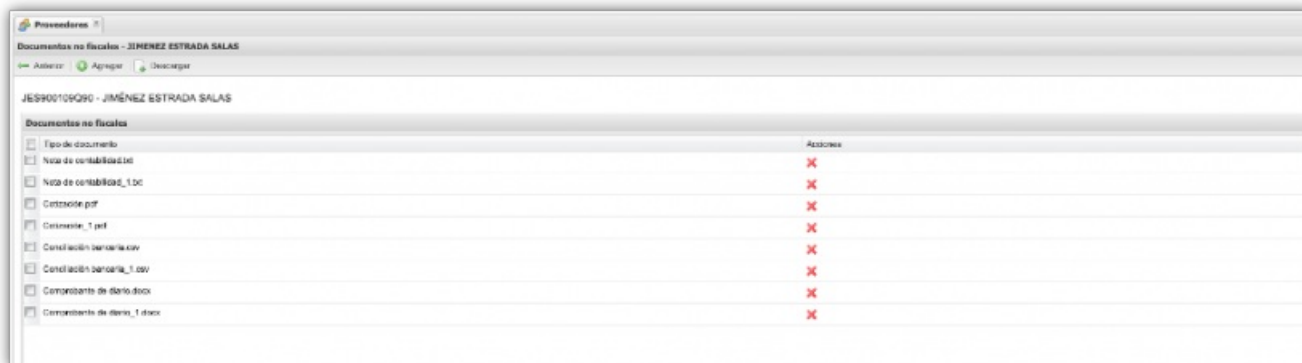 Proveedores
Documentos no fiscales - JIMENEZ ESTRADA SALAS
Anterior Agregar Descargar
JES900109Q90 - JIMÉNEZ ESTRADA SALAS
Documentos no fiscales
Tipo de documento Acciones
Nota de contabilidad.txt
Nota de contabilidad_1.txt
Cotización.pdf
Cotización_1.pdf
Conciliación bancaria.csv
Conciliación bancaria_1.csv
Comprobante de diario.docx
Comprobante de diario_1.docx